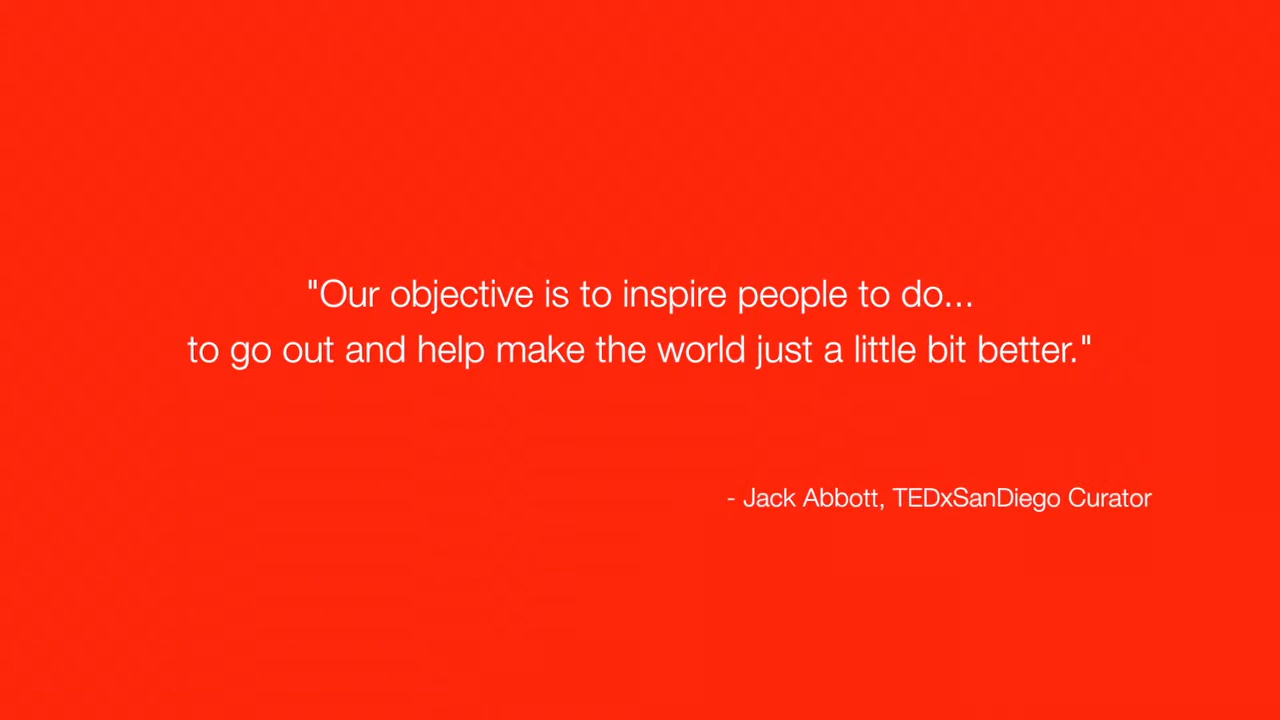 "Our objective is to inspire people to do...
to go out and help make the world just a little bit better."
- Jack Abbott, TEDxSanDiego Curator